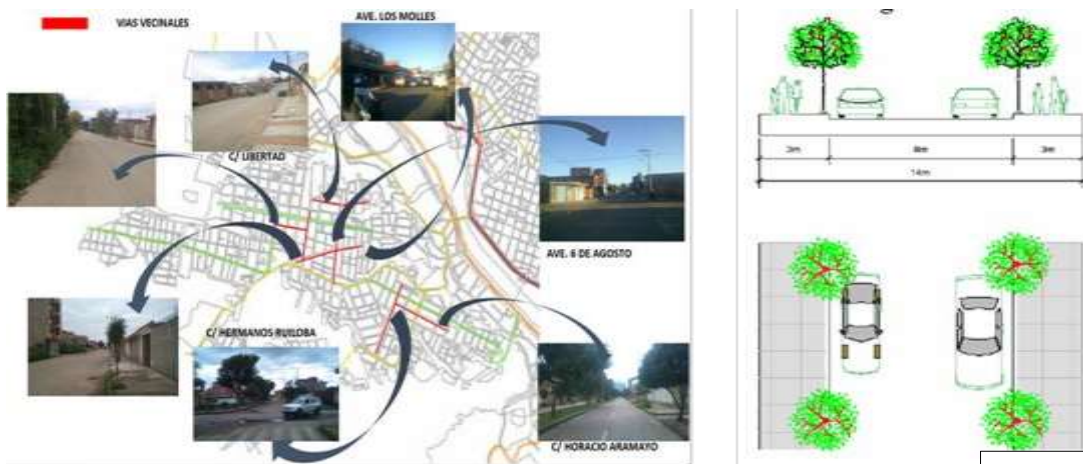 VIAS VECINALES
AVE. LOS MOLLES
C/ LIBERTAD
AVE. 6 DE AGOSTO
C/ HERMANOS RUILOBA
C/ HORACIO ARAMAYO
3m
8m
3m
14m